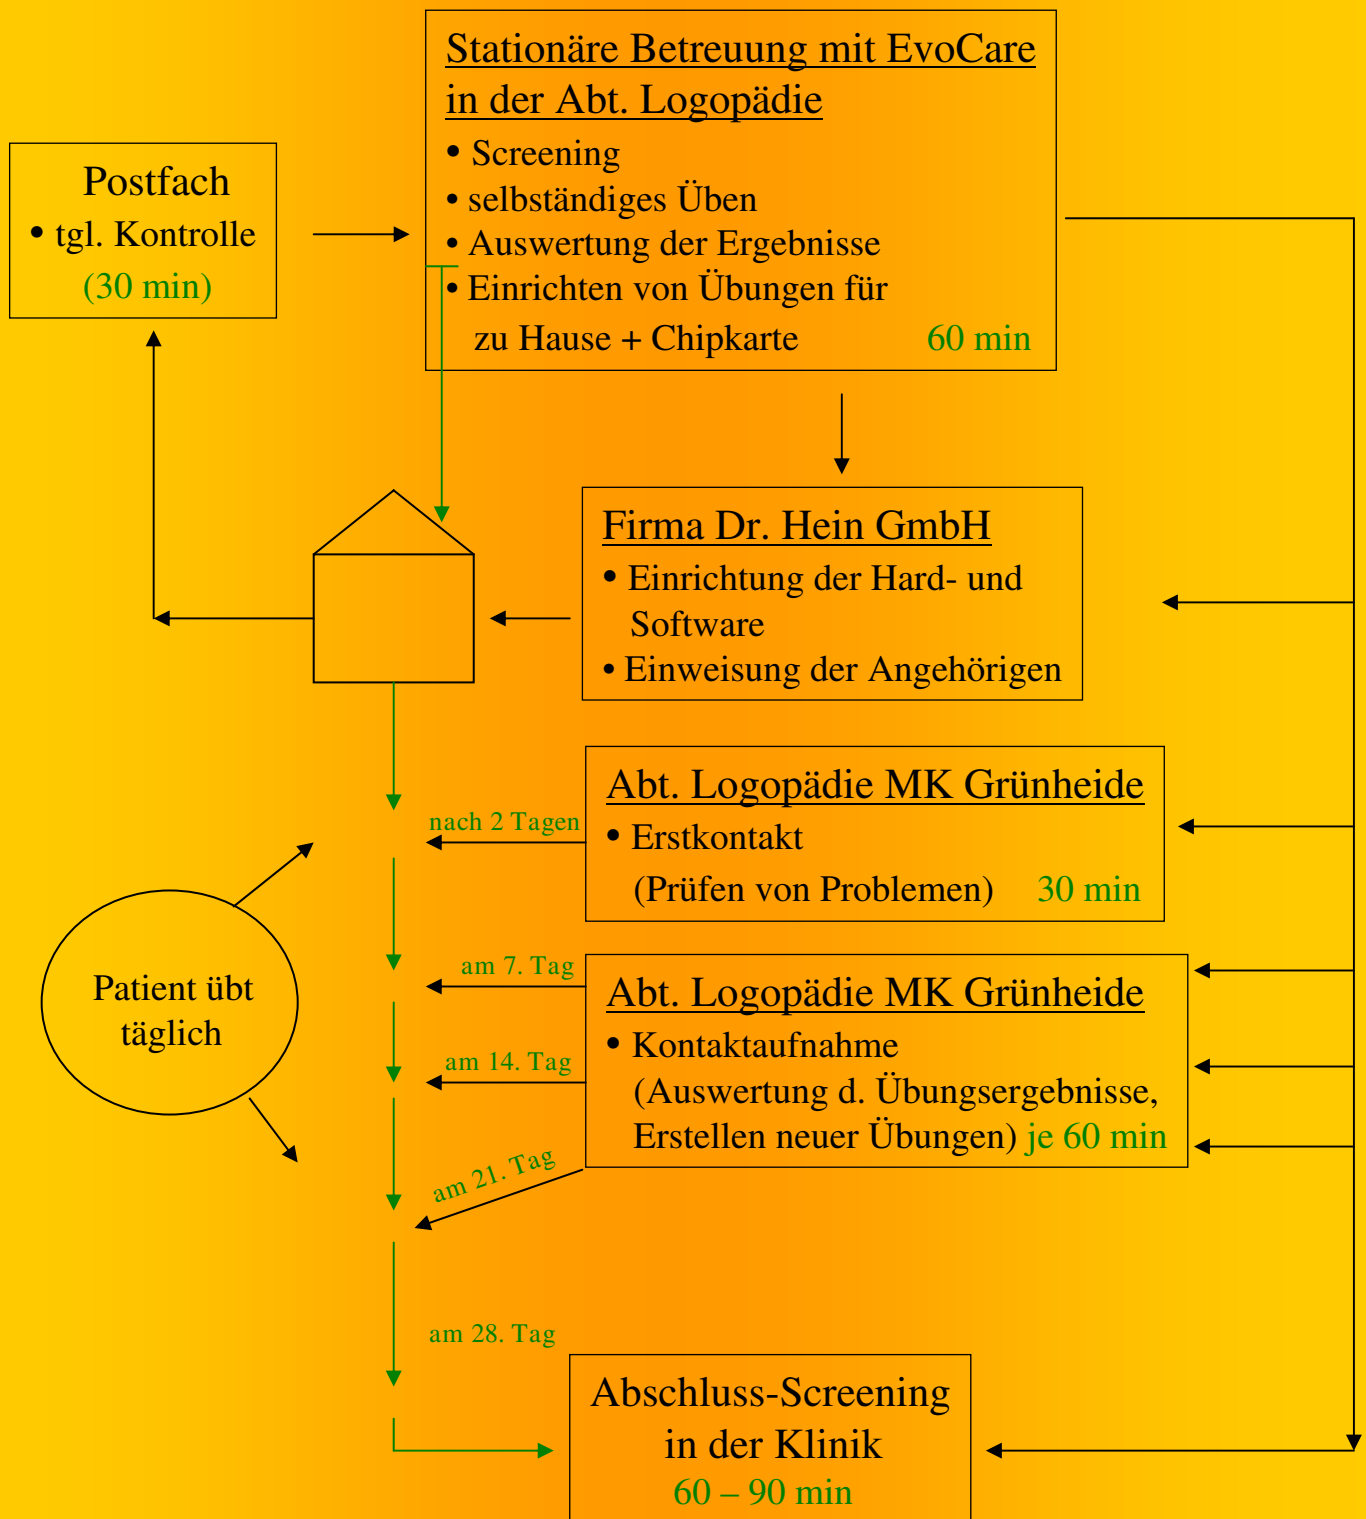 Stationäre Betreuung mit EvoCare
in der Abt. Logopädie
• Screening
• selbständiges Üben
• Auswertung der Ergebnisse
• Einrichten von Übungen für
zu Hause + Chipkarte 60 min
Postfach
• tgl. Kontrolle
(30 min)
Firma Dr. Hein GmbH
• Einrichtung der Hard- und
Software
• Einweisung der Angehörigen
nach 2 Tagen
Abt. Logopädie MK Grünheide
• Erstkontakt
(Prüfen von Problemen) 30 min
Patient übt
täglich
am 7. Tag
am 14. Tag
am 21. Tag
Abt. Logopädie MK Grünheide
• Kontaktaufnahme
(Auswertung d. Übungsergebnisse,
Erstellen neuer Übungen) je 60 min
am 28. Tag
Abschluss-Screening
in der Klinik
60 – 90 min